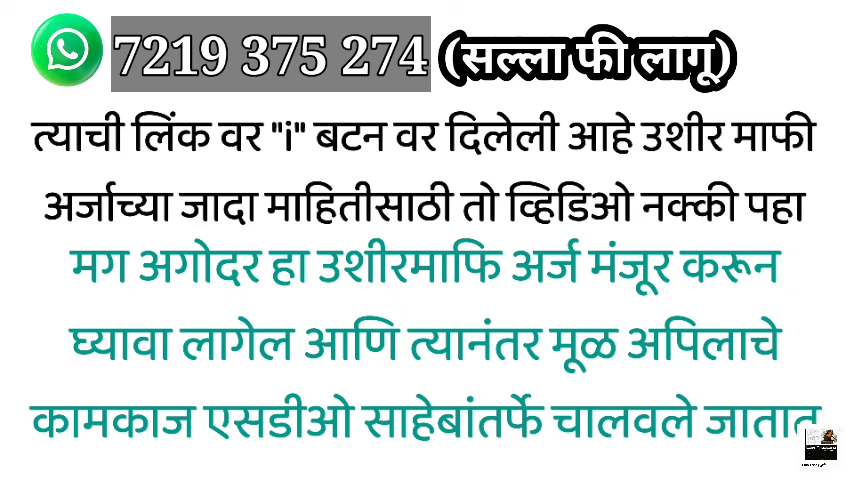 7219 375 274 (सल्ला फी लागू)
त्याची लिंक वर "i" बटन वर दिलेली आहे उशीर माफी
अर्जाच्या जादा माहितीसाठी तो व्हिडिओ नक्की पहा
मग अगोदर हा उशीरमाफि अर्ज मंजूर करून
घ्यावा लागेल आणि त्यानंतर मूळ अपिलाचे
कामकाज एसडीओ साहेबांतर्फे चालवले जातात